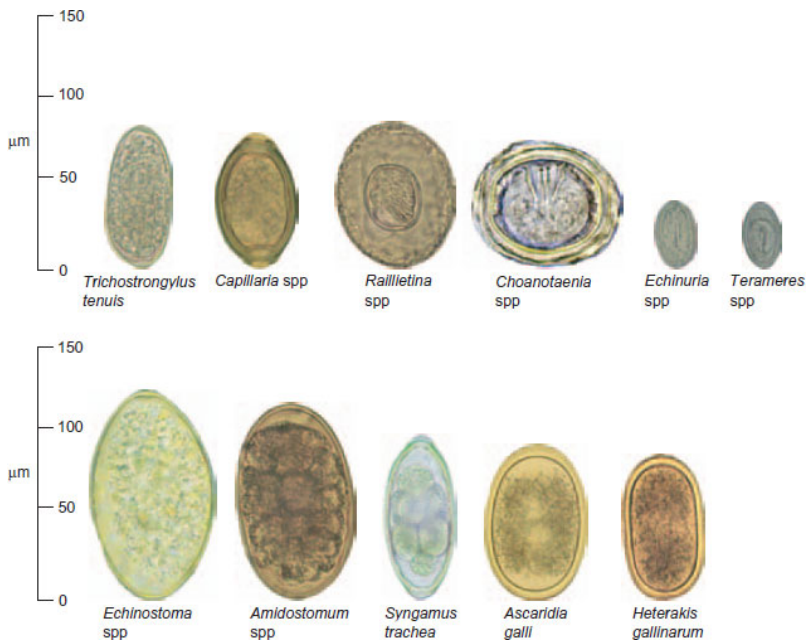 150
100
μm
50
0
Trichostrongylus tenuis
Capillaria spp
Raillietina spp
Choanotaenia spp
Echinuria spp
Terameres spp
150
100
μm
50
0
Echinostoma spp
Amidostomum spp
Syngamus trachea
Ascaridia galli
Heterakis gallinarum